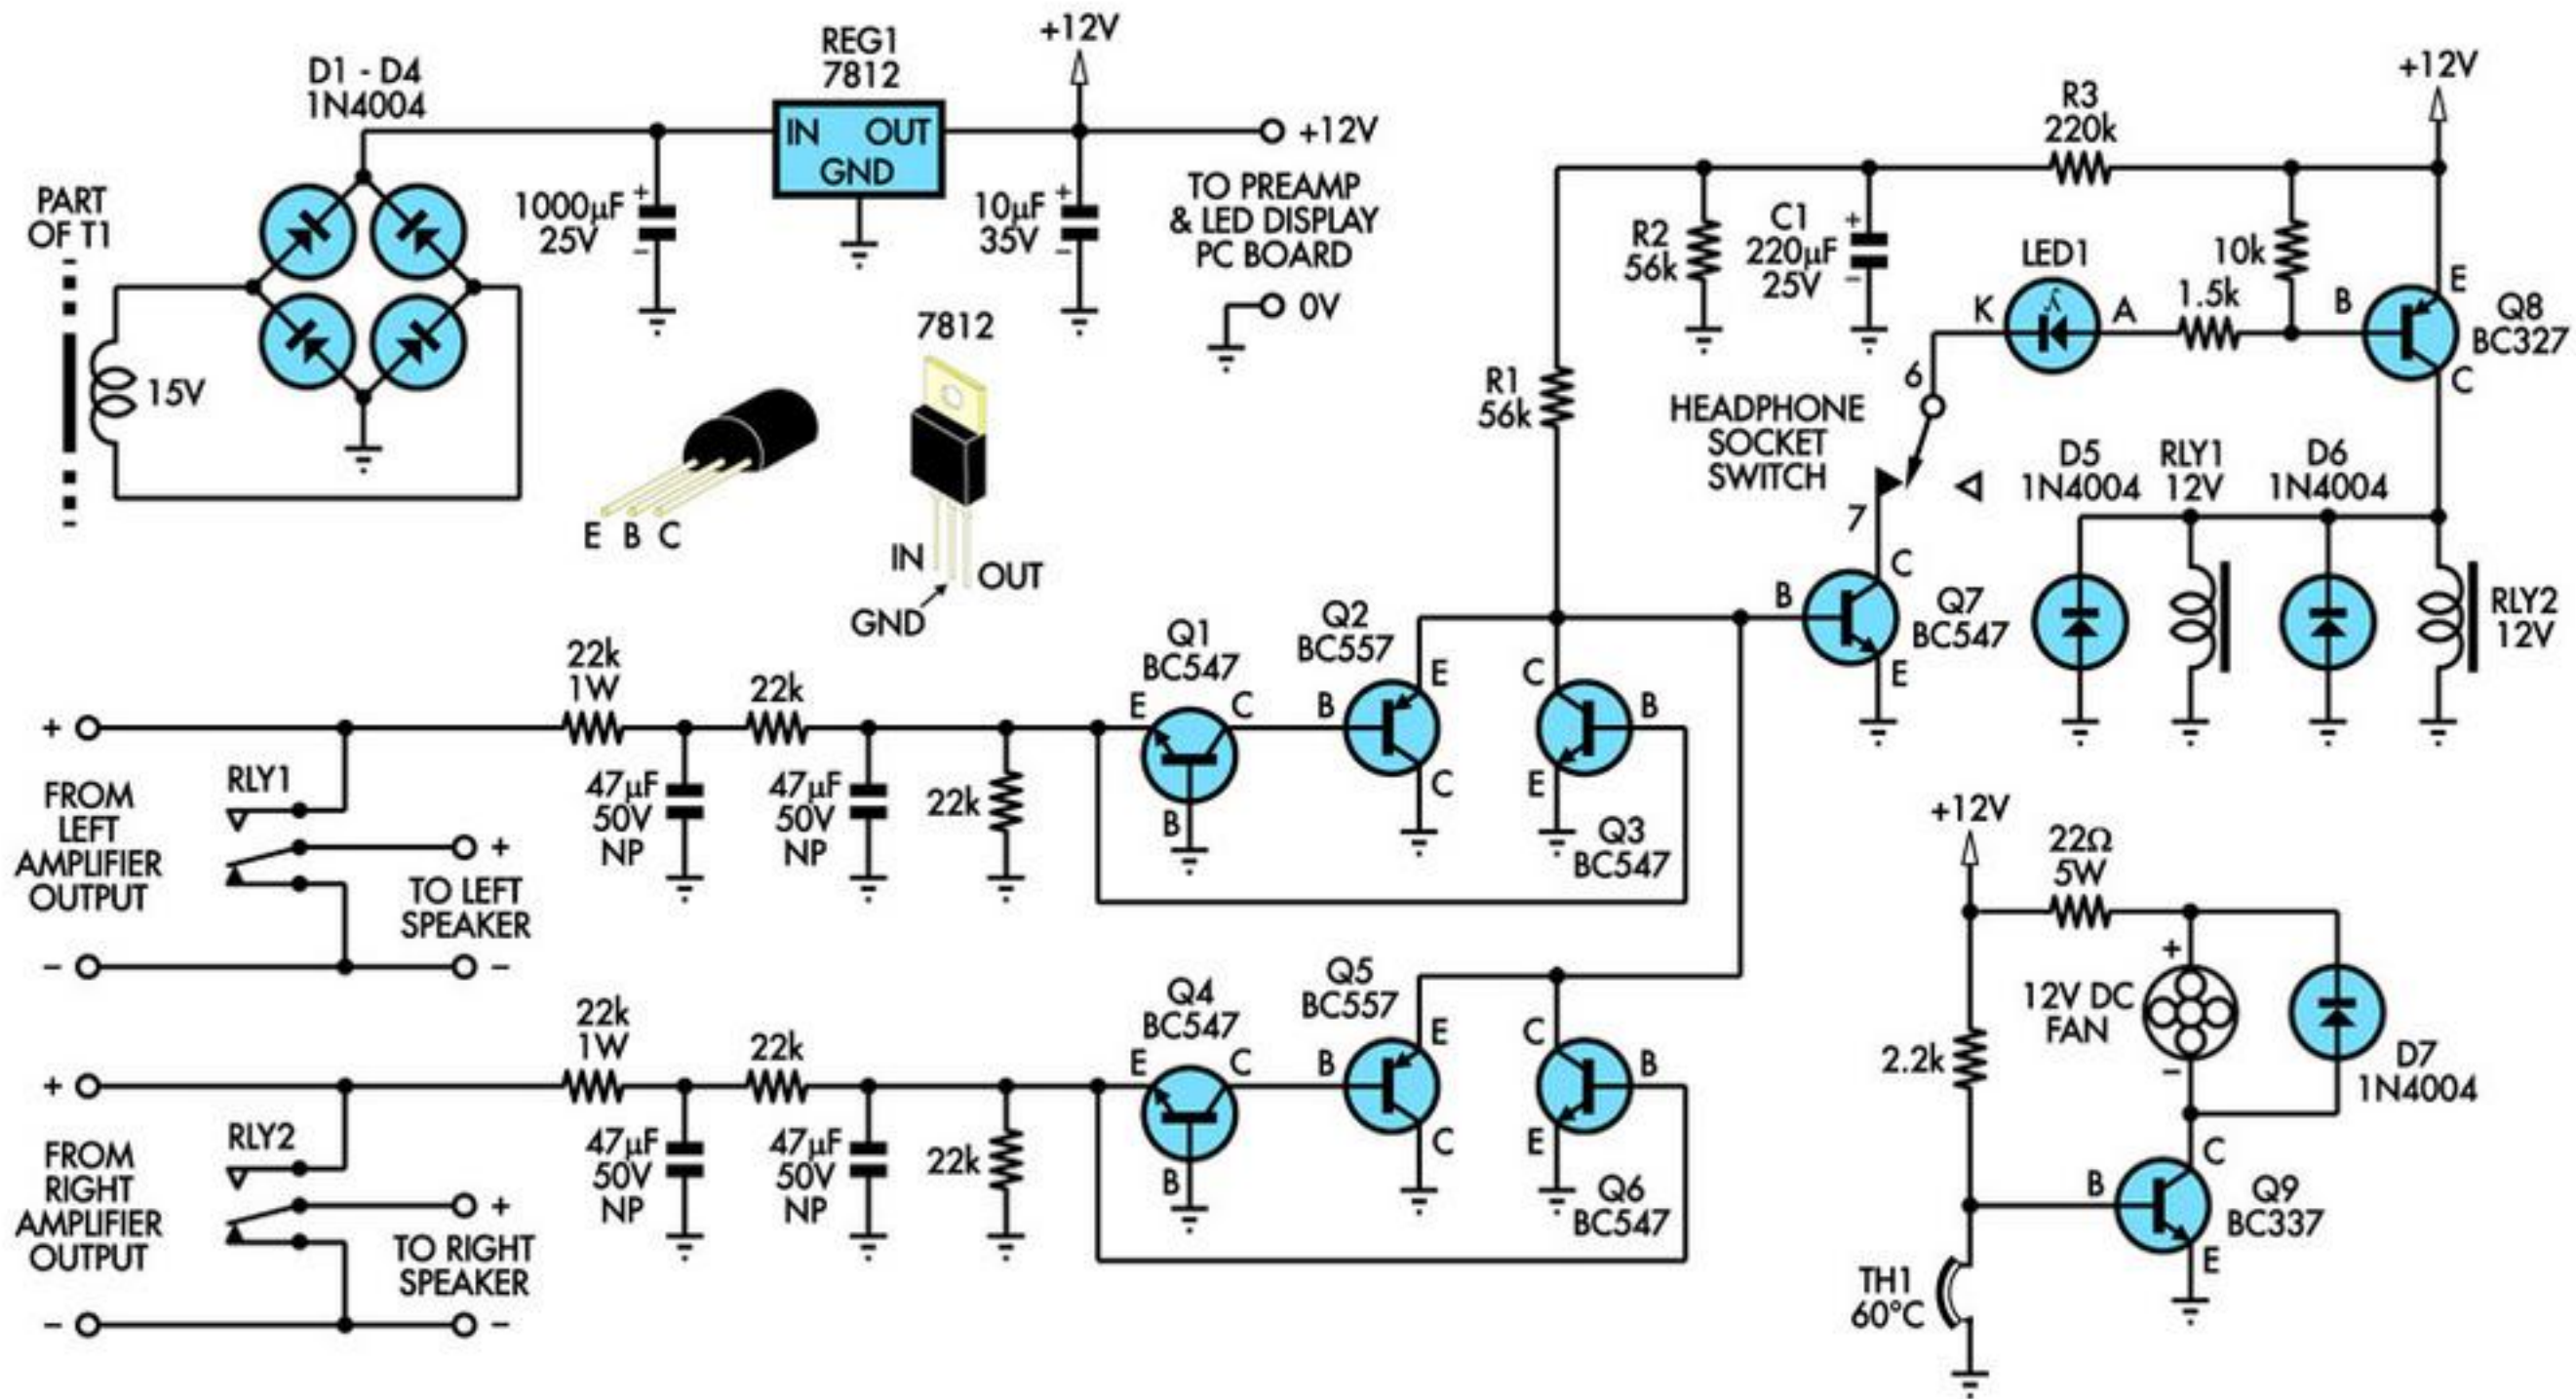 D1 - D4
1N4004
PART
OF T1
15V
1000µF
25V
+
−
REG1
7812
IN OUT
GND
+12V
10µF
35V
+
−
+12V
TO PREAMP
& LED DISPLAY
PC BOARD
0V
E B C
7812
IN
GND
OUT
+12V
R3
220k
R2
56k
C1
220µF
25V
+
−
10k
LED1
K
A
1.5k
B
E
C
Q8
BC327
R1
56k
HEADPHONE
SOCKET
SWITCH
6
7
D5
1N4004
RLY1
12V
D6
1N4004
RLY2
12V
B
C
E
Q7
BC547
+
FROM
LEFT
AMPLIFIER
OUTPUT
−
RLY1
+
TO LEFT
SPEAKER
−
22k
1W
22k
47µF
50V
NP
47µF
50V
NP
22k
Q1
BC547
E
C
B
Q2
BC557
B
E
C
C
B
E
Q3
BC547
+
FROM
RIGHT
AMPLIFIER
OUTPUT
−
RLY2
+
TO RIGHT
SPEAKER
−
22k
1W
22k
47µF
50V
NP
47µF
50V
NP
22k
Q4
BC547
E
C
B
Q5
BC557
B
E
C
C
B
E
Q6
BC547
+12V
22Ω
5W
+
12V DC
FAN
−
D7
1N4004
2.2k
B
C
E
Q9
BC337
TH1
60°C